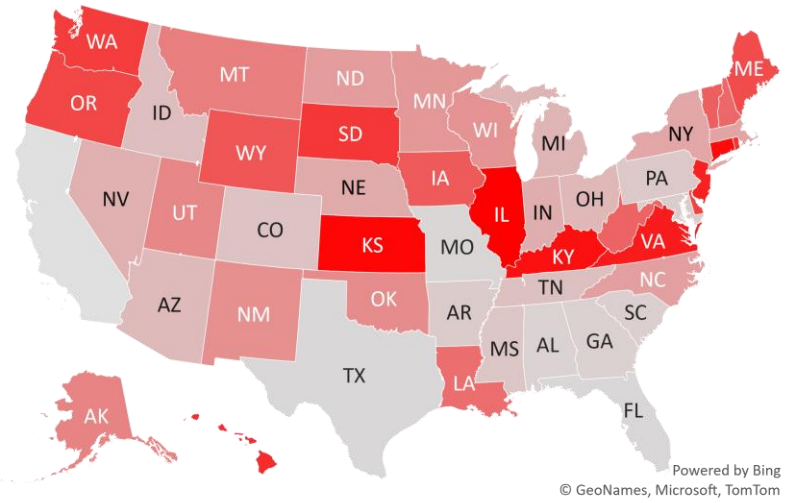 WA
ME
MT
ND
MN
OR
ID
WI
SD
NY
MI
WY
IA
PA
NE
NV
IL
IN
OH
UT
CO
VA
KS
MO
KY
NC
TN
OK
AZ
NM
AR
SC
MS
AL
GA
TX
LA
FL
AK
Powered by Bing
© GeoNames, Microsoft, TomTom